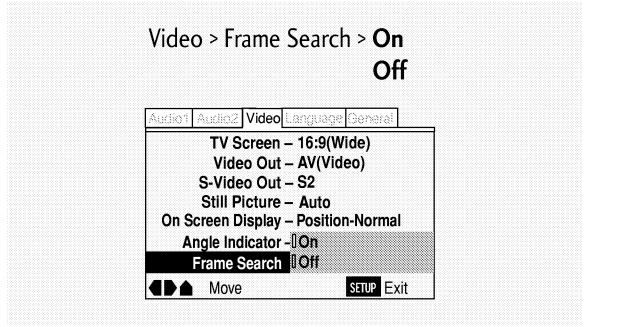 Video > Frame Search > On
Off
Audio1 Audio2 Video Language General
TV Screen – 16:9(Wide)
Video Out – AV(Video)
S-Video Out – S2
Still Picture – Auto
On Screen Display – Position-Normal
Angle Indicator – On
Frame Search Off
Move SETUP Exit